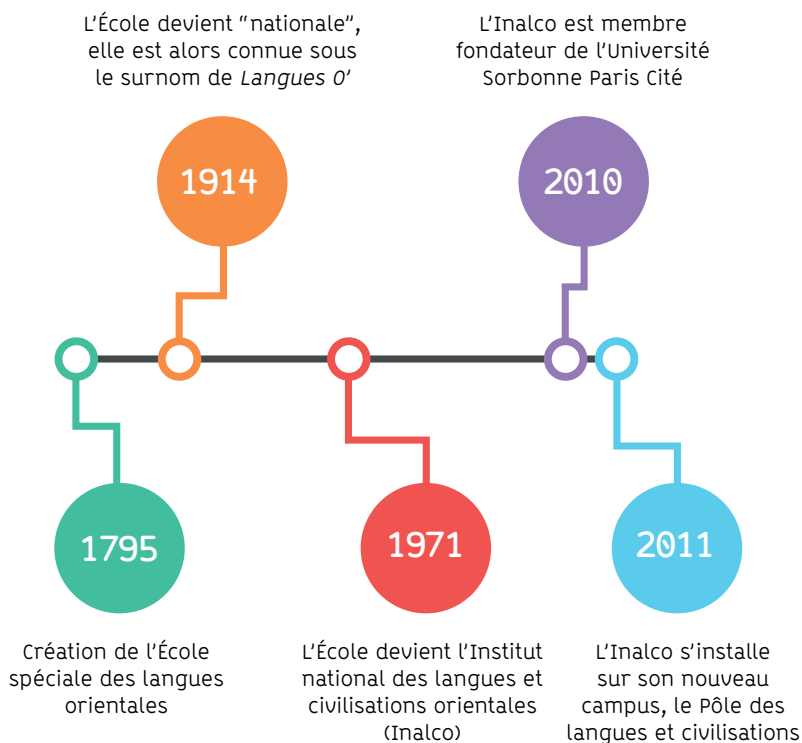 L'École devient “nationale”,
elle est alors connue sous
le surnom de Langues O'
1914
L'Inalco est membre
fondateur de l'Université
Sorbonne Paris Cité
2010
1795
Création de l'École
spéciale des langues
orientales
1971
L'École devient l'Institut
national des langues et
civilisations orientales
(Inalco)
2011
L'Inalco s'installe
sur son nouveau
campus, le Pôle des
langues et civilisations